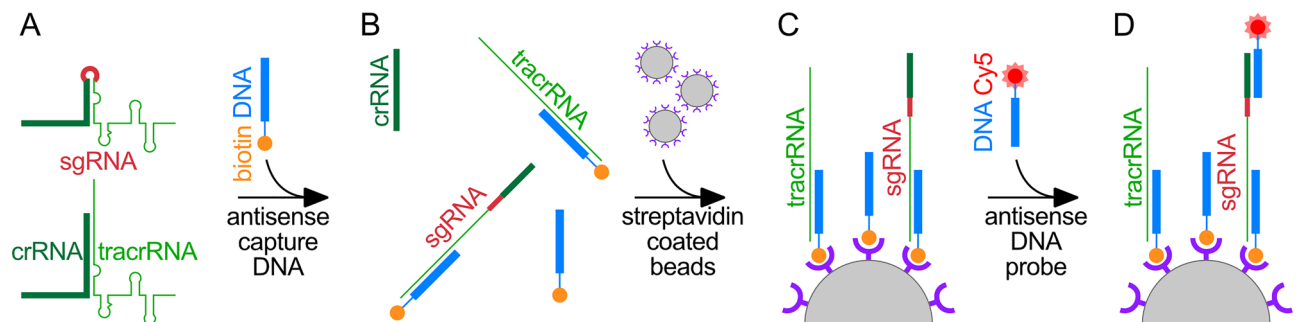 A
B
C
D
sgRNA
crRNA
tracrRNA
biotin DNA
antisense
capture
DNA
crRNA
tracrRNA
sgRNA
streptavidin
coated
beads
tracrRNA
sgRNA
DNA Cy5
antisense
DNA
probe
tracrRNA
sgRNA